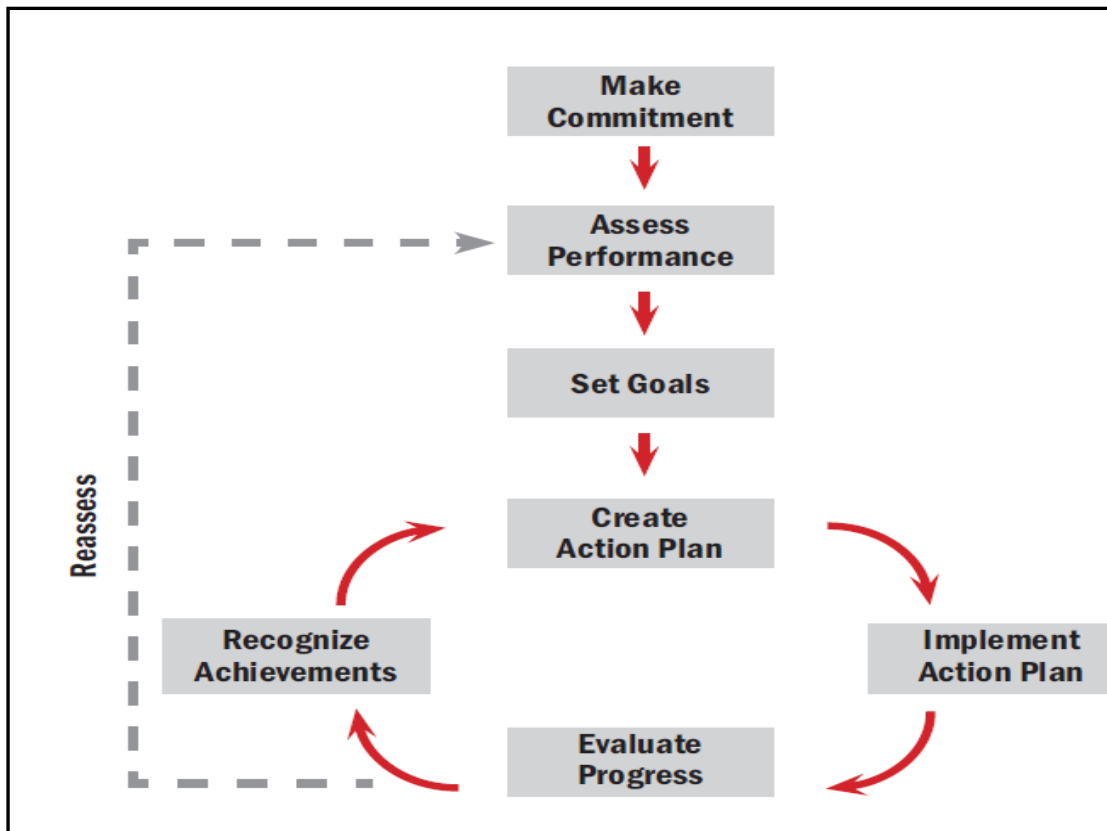 Make
Commitment
Assess
Performance
Set Goals
Create
Action Plan
Reassess
Recognize
Achievements
Implement
Action Plan
Evaluate
Progress